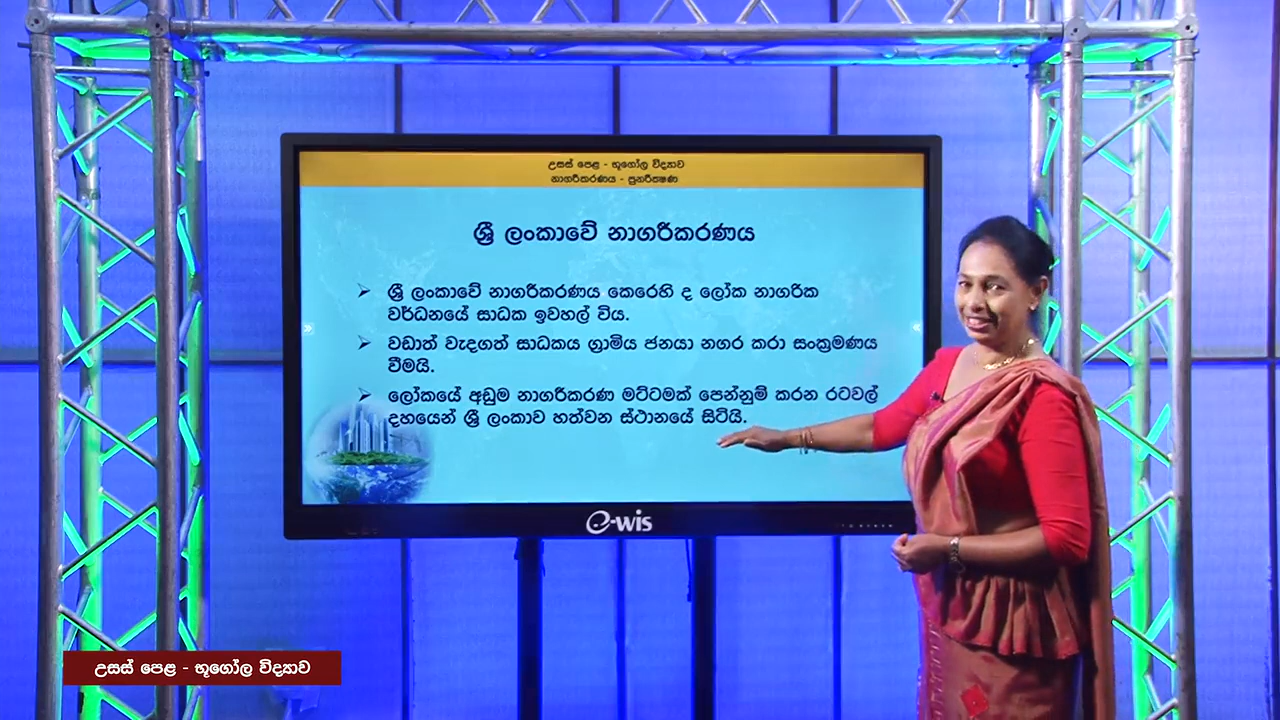 උසස් පෙළ - භූගෝල විද්‍යාව
නාගරීකරණය - පුනරීක්ෂණ
ශ්‍රී ලංකාවේ නාගරීකරණය
➢ ශ්‍රී ලංකාවේ නාගරීකරණය කෙරෙහි ද ලෝක නාගරික
වර්ධනයේ සාධක ඉවහල් විය.
➢ වඩාත් වැදගත් සාධකය ග්‍රාමීය ජනයා නගර කරා සංක්‍රමණය
වීමයි.
➢ ලෝකයේ අඩුම නාගරීකරණ මට්ටමක් පෙන්නුම් කරන රටවල්
දහයෙන් ශ්‍රී ලංකාව හත්වන ස්ථානයේ සිටියි.
e-wis
උසස් පෙළ - භූගෝල විද්‍යාව